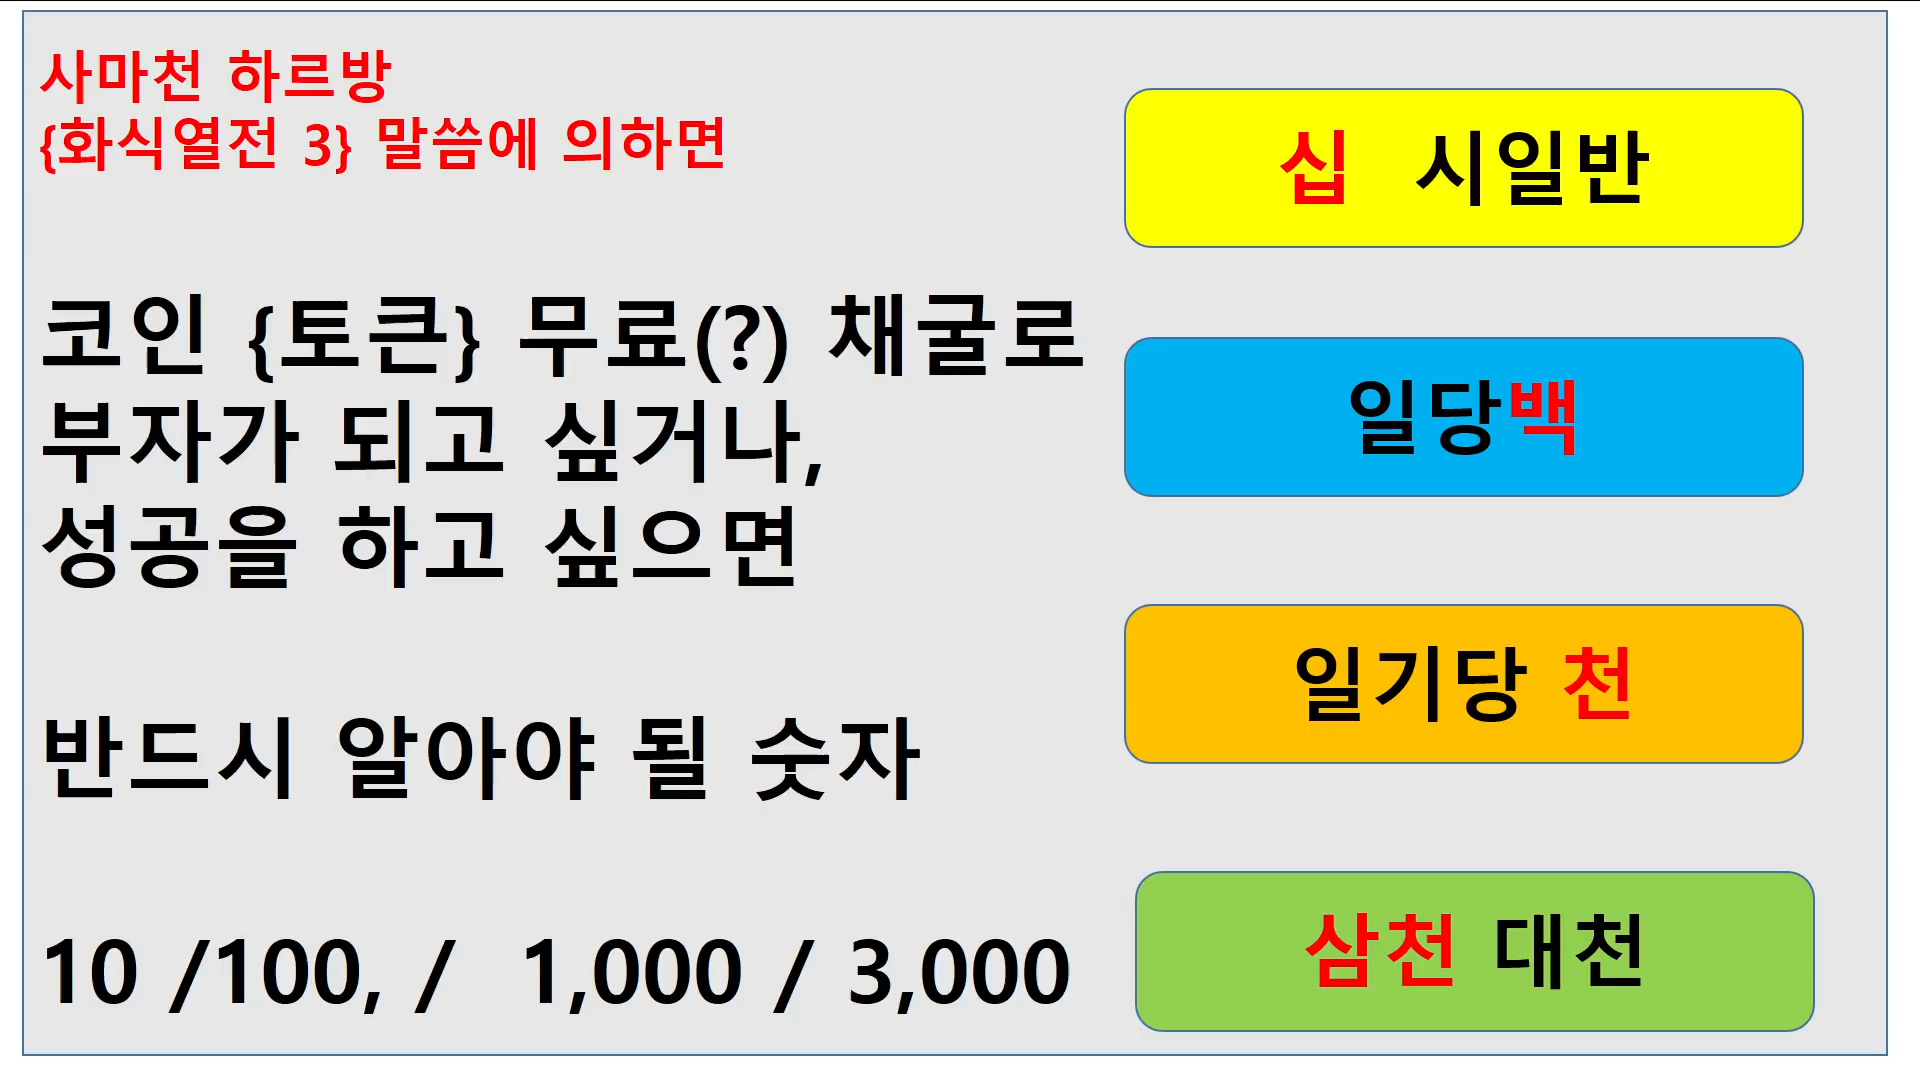 사마천 하르방
{화식열전 3} 말씀에 의하면
코인 {토큰} 무료(?) 채굴로
부자가 되고 싶거나,
성공을 하고 싶으면
반드시 알아야 될 숫자
10 /100, / 1,000 / 3,000
십 시일반
일당백
일기당 천
삼천 대천